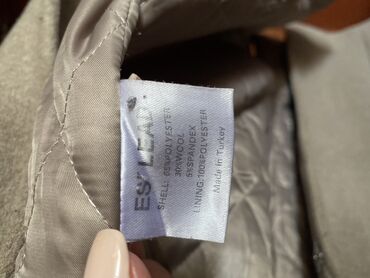 ES' LEAD.
SHELL: 65%POLYESTER
30%WOOL
5%SPANDEX
LINING:100%POLYESTER
Made In Turkey